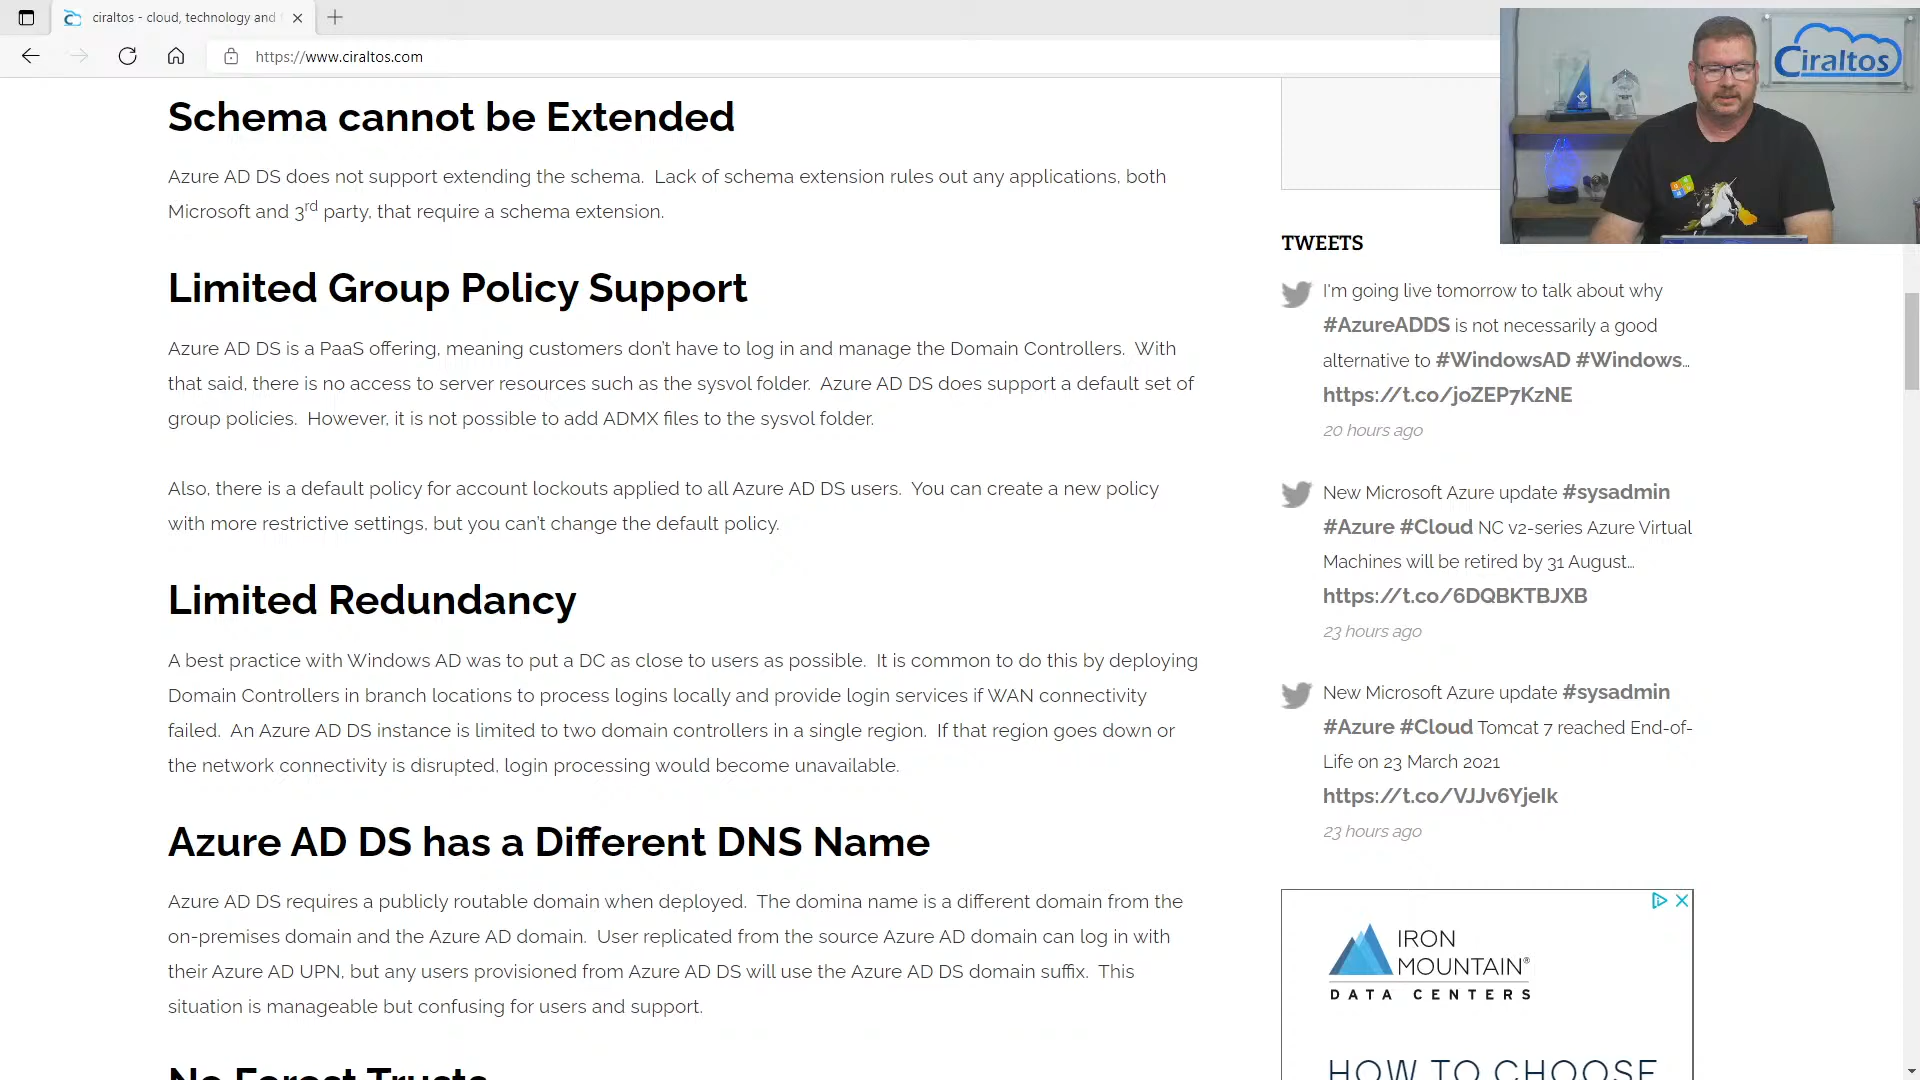 ciraltos - cloud, technology and
https://www.ciraltos.com
Ciraltos
Schema cannot be Extended
Azure AD DS does not support extending the schema. Lack of schema extension rules out any applications, both
Microsoft and 3rd party, that require a schema extension.
Limited Group Policy Support
Azure AD DS is a PaaS offering, meaning customers don't have to log in and manage the Domain Controllers. With
that said, there is no access to server resources such as the sysvol folder. Azure AD DS does support a default set of
group policies. However, it is not possible to add ADMX files to the sysvol folder.
Also, there is a default policy for account lockouts applied to all Azure AD DS users. You can create a new policy
with more restrictive settings, but you can't change the default policy.
Limited Redundancy
A best practice with Windows AD was to put a DC as close to users as possible. It is common to do this by deploying
Domain Controllers in branch locations to process logins locally and provide login services if WAN connectivity
failed. An Azure AD DS instance is limited to two domain controllers in a single region. If that region goes down or
the network connectivity is disrupted, login processing would become unavailable.
Azure AD DS has a Different DNS Name
Azure AD DS requires a publicly routable domain when deployed. The domina name is a different domain from the
on-premises domain and the Azure AD domain. User replicated from the source Azure AD domain can log in with
their Azure AD UPN, but any users provisioned from Azure AD DS will use the Azure AD DS domain suffix. This
situation is manageable but confusing for users and support.
No Forest Trusts
TWEETS
I'm going live tomorrow to talk about why
#AzureADDS is not necessarily a good
alternative to #WindowsAD #Windows…
https://t.co/joZEP7KzNE
20 hours ago
New Microsoft Azure update #sysadmin
#Azure #Cloud NC v2-series Azure Virtual
Machines will be retired by 31 August…
https://t.co/6DQBKTBJXB
23 hours ago
New Microsoft Azure update #sysadmin
#Azure #Cloud Tomcat 7 reached End-of-
Life on 23 March 2021
https://t.co/VJJv6YjeIk
23 hours ago
IRON
MOUNTAIN®
DATA CENTERS
HOW TO CHOOSE